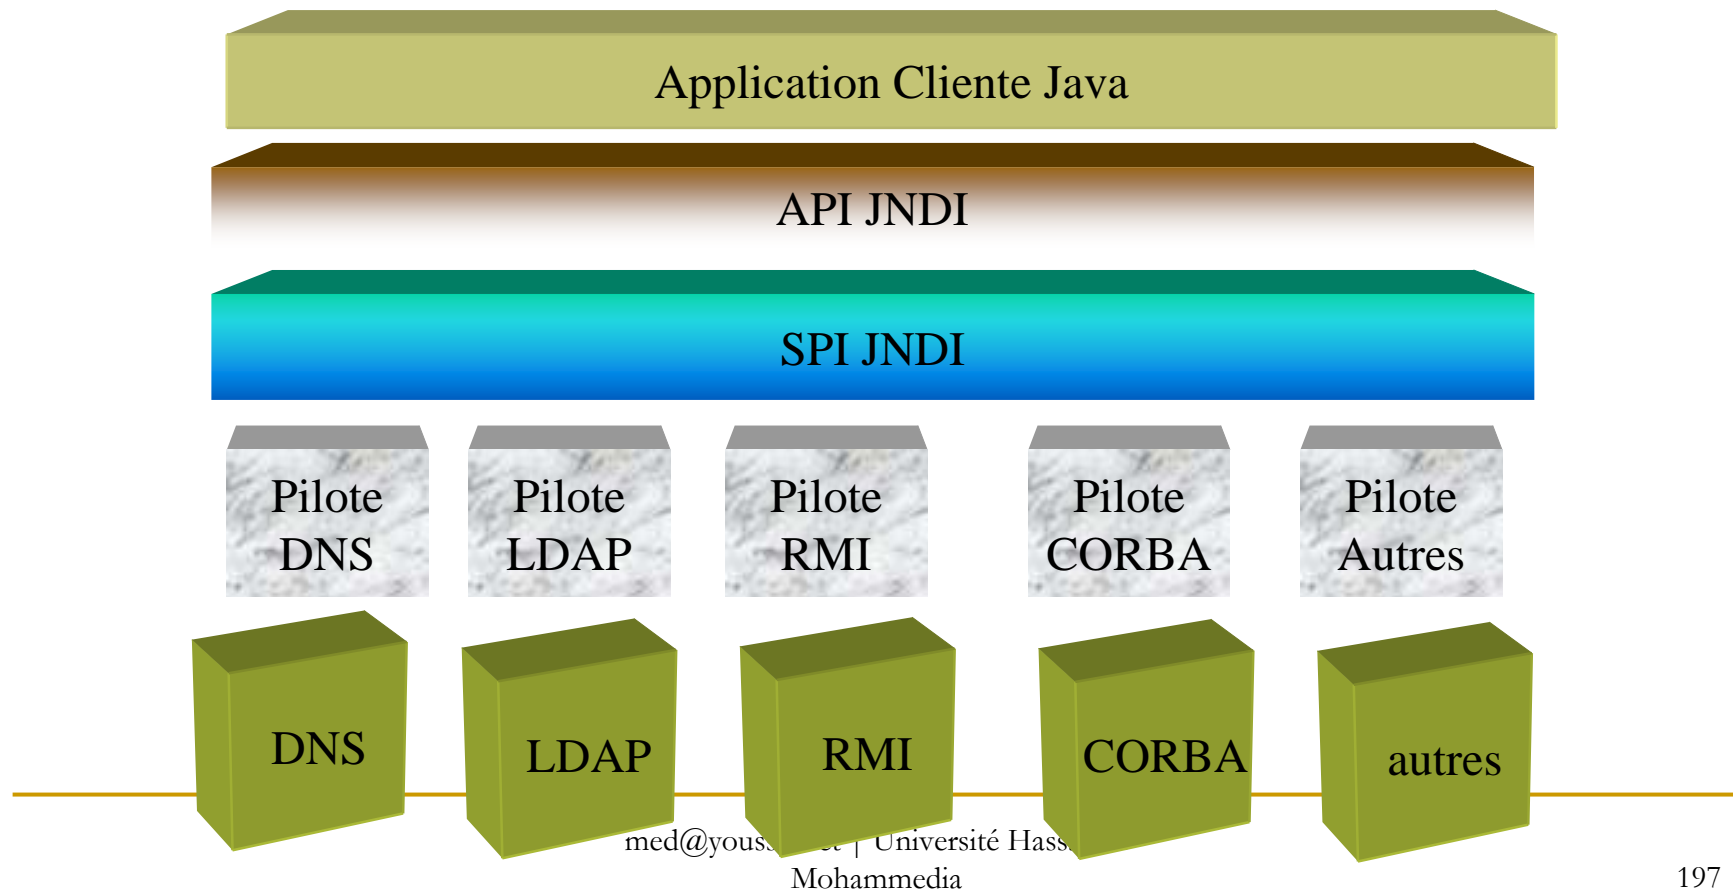 Application Cliente Java
API JNDI
SPI JNDI
Pilote
DNS
Pilote
LDAP
Pilote
RMI
Pilote
CORBA
Pilote
Autres
DNS
LDAP
RMI
CORBA
autres
| Université
Mohammedia
197